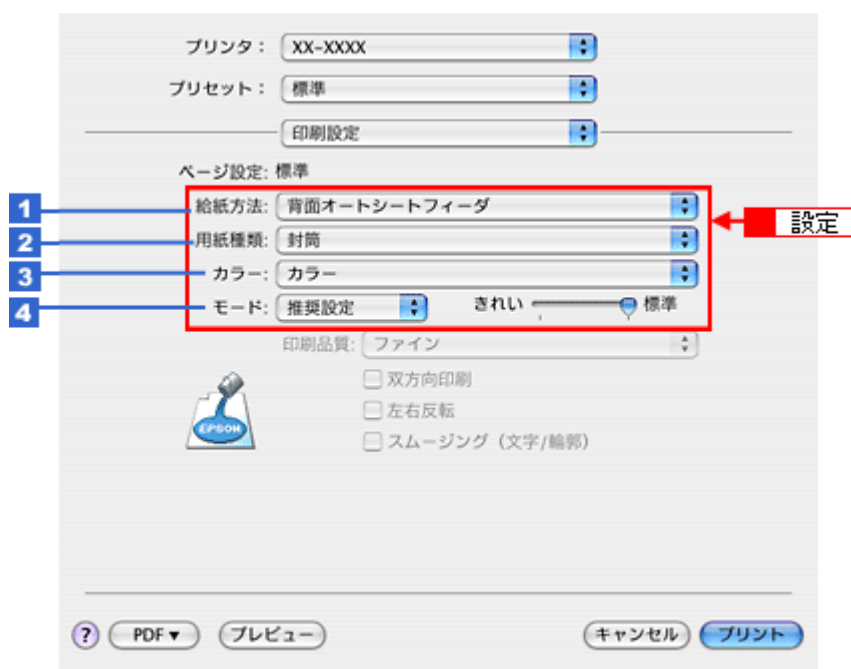 プリンタ： XX-XXXX
プリセット： 標準
印刷設定
ページ設定: 標準
1 給紙方法: 背面オートシートフィーダ
設定
2 用紙種類: 封筒
3 カラー: カラー
4 モード: 推奨設定 きれい 標準
印刷品質: ファイン
双方向印刷
左右反転
EPSON
スムージング（文字/輪郭）
? PDF▼ プレビュー キャンセル プリント